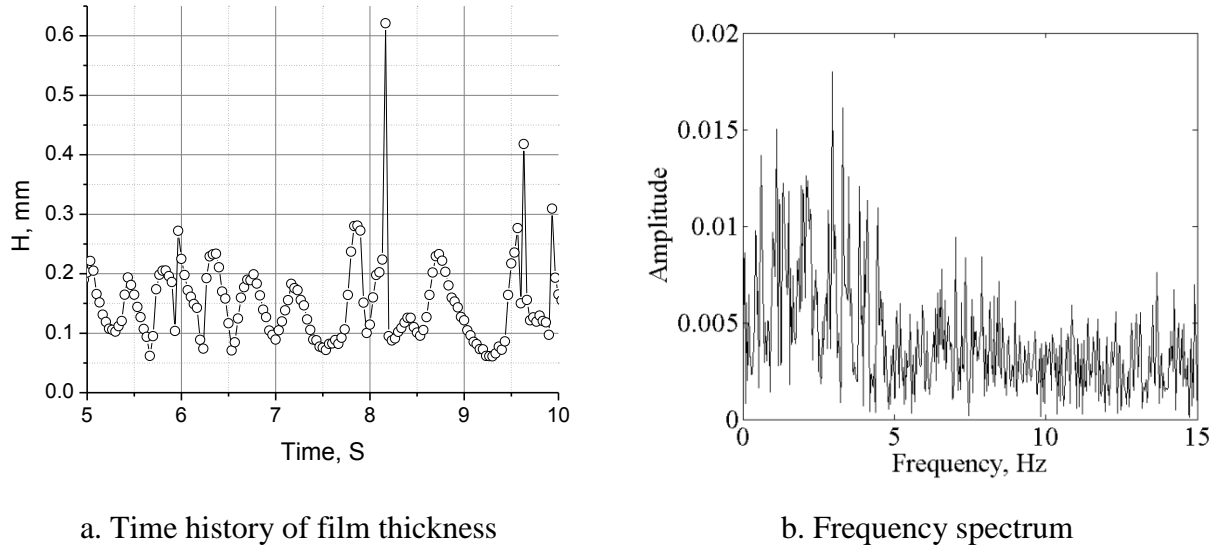 0.6
0.5
0.4
0.3
0.2
0.1
0.0
H, mm
5 6 7 8 9 10
Time, S
0.02
0.015
0.01
0.005
0
Amplitude
0 5 10 15
Frequency, Hz
a. Time history of film thickness
b. Frequency spectrum